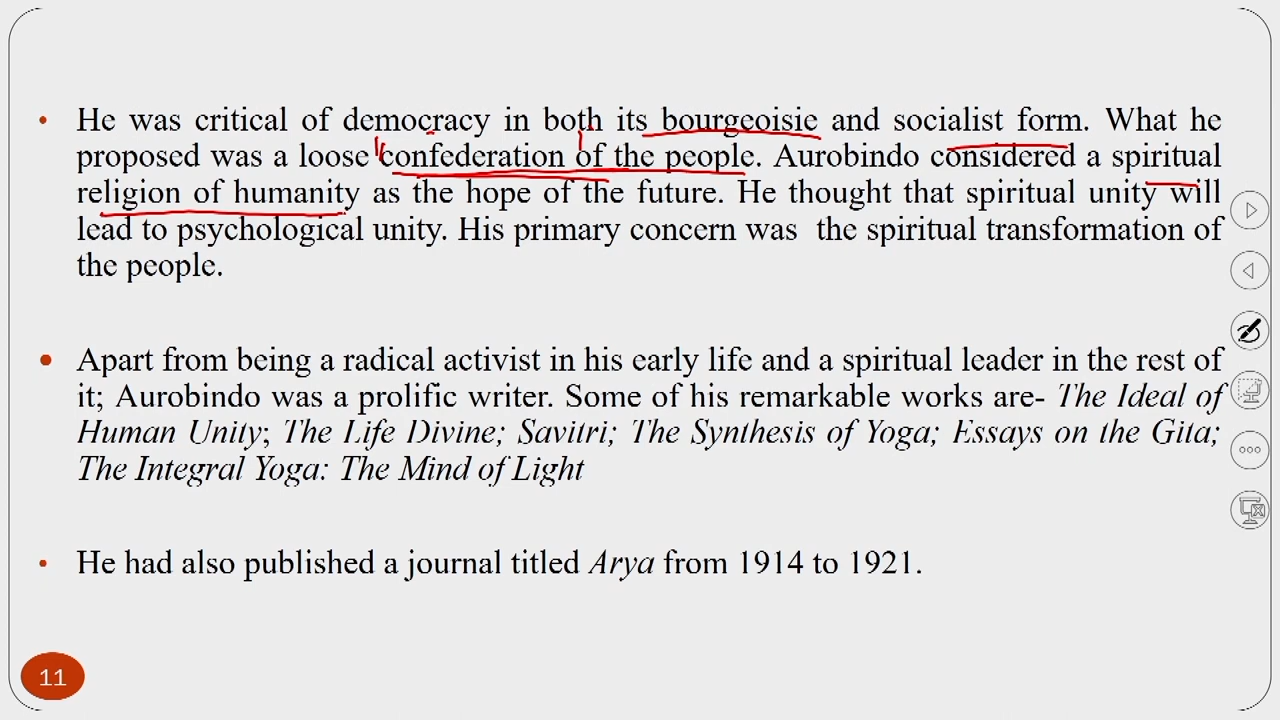 • He was critical of democracy in both its bourgeoisie and socialist form. What he
proposed was a loose confederation of the people. Aurobindo considered a spiritual
religion of humanity as the hope of the future. He thought that spiritual unity will
lead to psychological unity. His primary concern was the spiritual transformation of
the people.
• Apart from being a radical activist in his early life and a spiritual leader in the rest of
it; Aurobindo was a prolific writer. Some of his remarkable works are- The Ideal of
Human Unity; The Life Divine; Savitri; The Synthesis of Yoga; Essays on the Gita;
The Integral Yoga: The Mind of Light
• He had also published a journal titled Arya from 1914 to 1921.
11